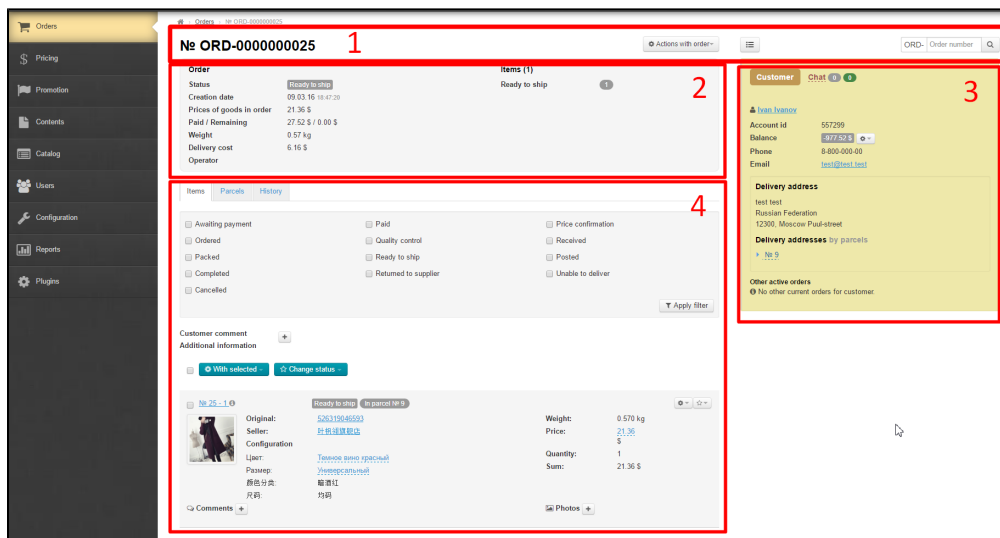 Orders
Pricing
Promotion
Contents
Catalog
Users
Configuration
Reports
Plugins
Orders № ORD-0000000025
№ ORD-0000000025
1
Actions with order
ORD- Order number
Order
Status Ready to ship
Creation date 09.03.16 18:47:20
Prices of goods in order 21.36 $
Paid / Remaining 27.52 $ / 0.00 $
Weight 0.57 kg
Delivery cost 6.16 $
Operator
Items (1)
Ready to ship 1
2
Customer Chat 0 0
3
Ivan Ivanov
Account id 557299
Balance -977.52 $
Phone 8-800-000-00
Email test@test.test
Delivery address
test test
Russian Federation
12300, Moscow Puul-street
Delivery addresses by parcels
№ 9
Other active orders
No other current orders for customer.
Items Parcels History
4
Awaiting payment Paid Price confirmation
Ordered Quality control Received
Packed Ready to ship Posted
Completed Returned to supplier Unable to deliver
Cancelled
Apply filter
Customer comment +
Additional information
With selected Change status
№ 25 - 1 Ready to ship In parcel № 9
Original: 526319046593
Seller:
Configuration
Цвет: Темное вино красный
Размер: Универсальный
颜色分类: 暗酒红
尺码: 均码
Weight: 0.570 kg
Price: 21.36
$
Quantity: 1
Sum: 21.36 $
Comments + Photos +